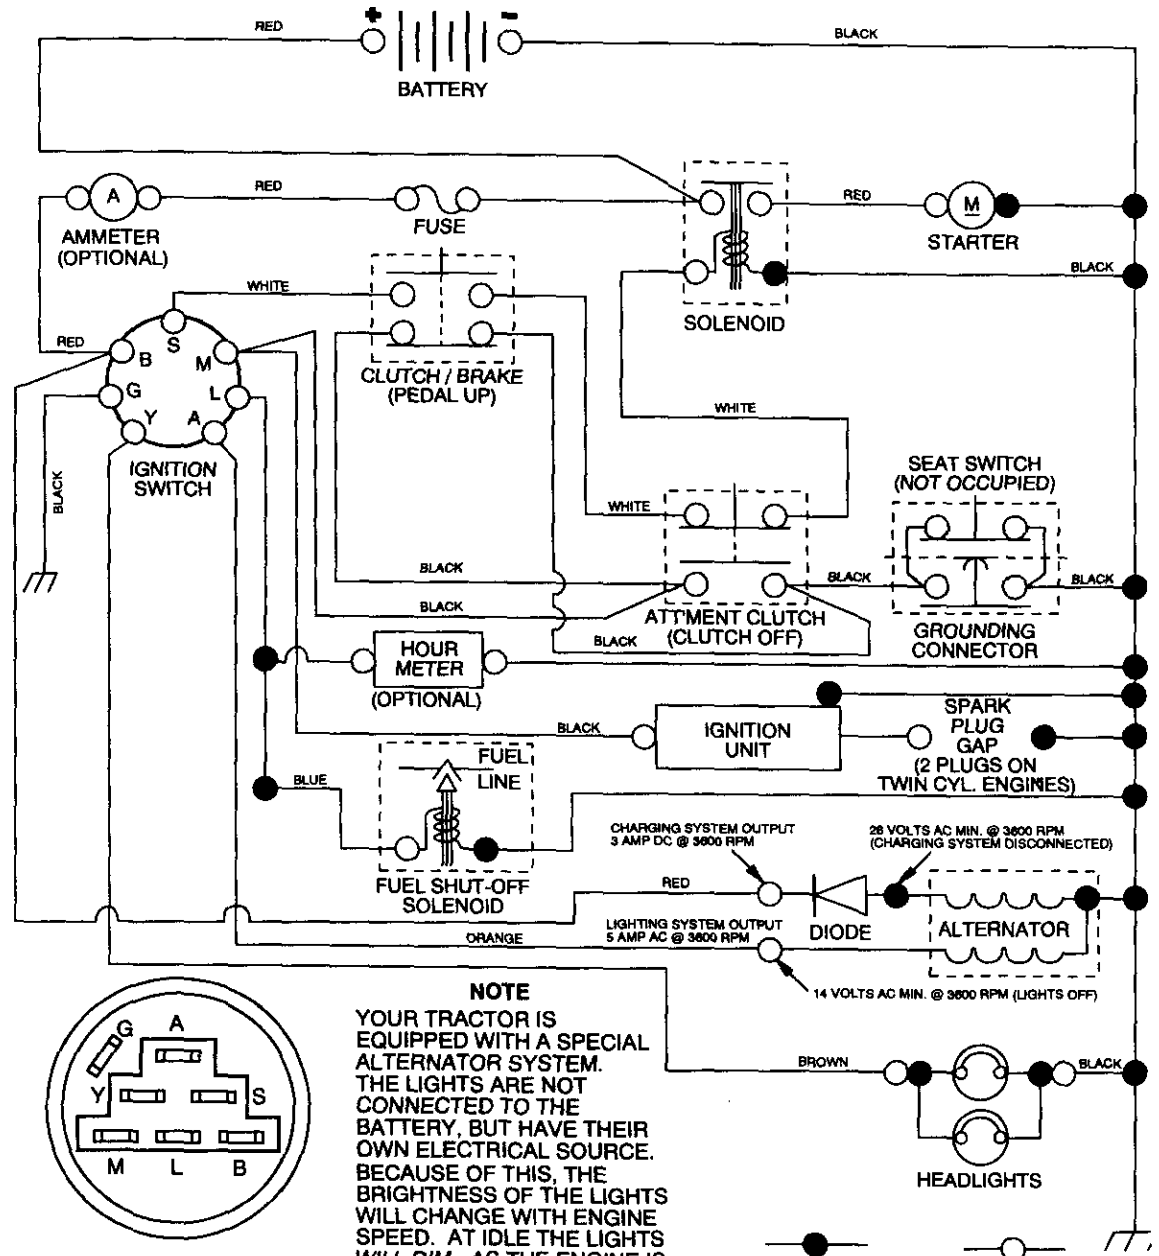 + -
RED
BLACK
BATTERY
A
RED
FUSE
RED
M
STARTER
AMMETER
(OPTIONAL)
BLACK
SOLENOID
WHITE
RED
S
B
M
G
L
Y
A
IGNITION
SWITCH
CLUTCH / BRAKE
(PEDAL UP)
WHITE
BLACK
SEAT SWITCH
(NOT OCCUPIED)
WHITE
BLACK
BLACK
BLACK
BLACK
ATT'MENT CLUTCH
(CLUTCH OFF)
GROUNDING
CONNECTOR
BLACK
HOUR
METER
(OPTIONAL)
BLACK
IGNITION
UNIT
SPARK
PLUG
GAP
(2 PLUGS ON
TWIN CYL. ENGINES)
FUEL
LINE
BLUE
FUEL SHUT-OFF
SOLENOID
CHARGING SYSTEM OUTPUT
3 AMP DC @ 3600 RPM
28 VOLTS AC MIN. @ 3600 RPM
(CHARGING SYSTEM DISCONNECTED)
RED
DIODE
ALTERNATOR
LIGHTING SYSTEM OUTPUT
5 AMP AC @ 3600 RPM
ORANGE
14 VOLTS AC MIN. @ 3600 RPM (LIGHTS OFF)
G
A
Y
S
M
L
B
NOTE
YOUR TRACTOR IS
EQUIPPED WITH A SPECIAL
ALTERNATOR SYSTEM.
THE LIGHTS ARE NOT
CONNECTED TO THE
BATTERY, BUT HAVE THEIR
OWN ELECTRICAL SOURCE.
BECAUSE OF THIS, THE
BRIGHTNESS OF THE LIGHTS
WILL CHANGE WITH ENGINE
SPEED. AT IDLE THE LIGHTS
WILL DIM. AS THE ENGINE IS
BROWN
BLACK
HEADLIGHTS